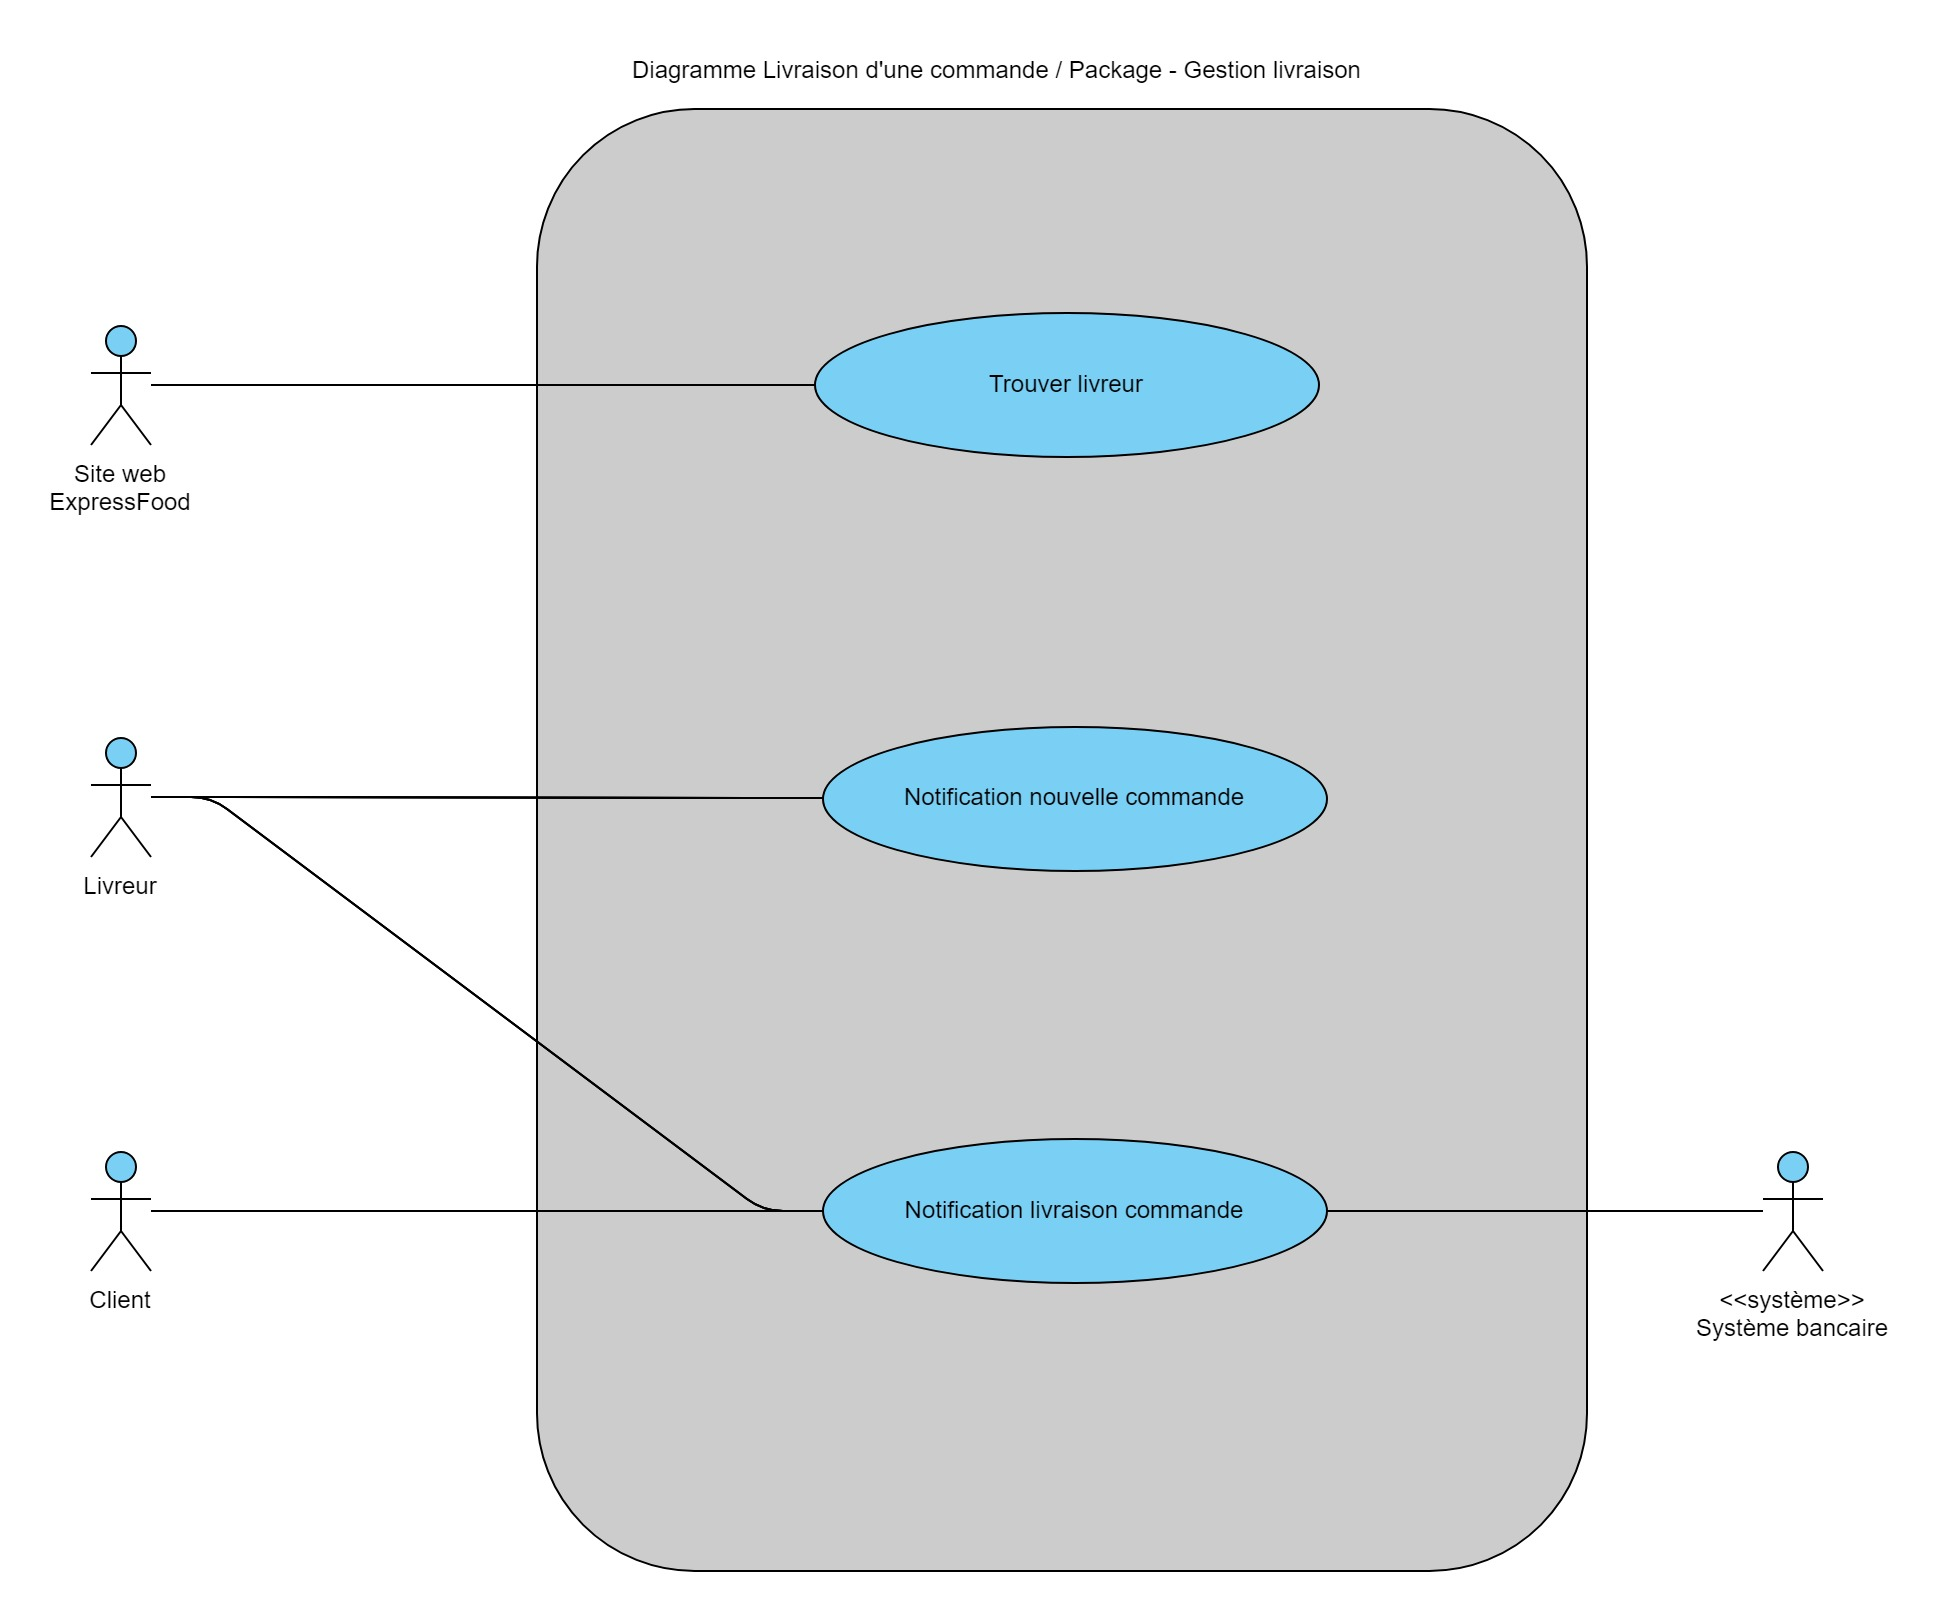 Diagramme Livraison d'une commande / Package - Gestion livraison
Trouver livreur
Site web
ExpressFood
Notification nouvelle commande
Livreur
Notification livraison commande
Client
<<système>>
Système bancaire